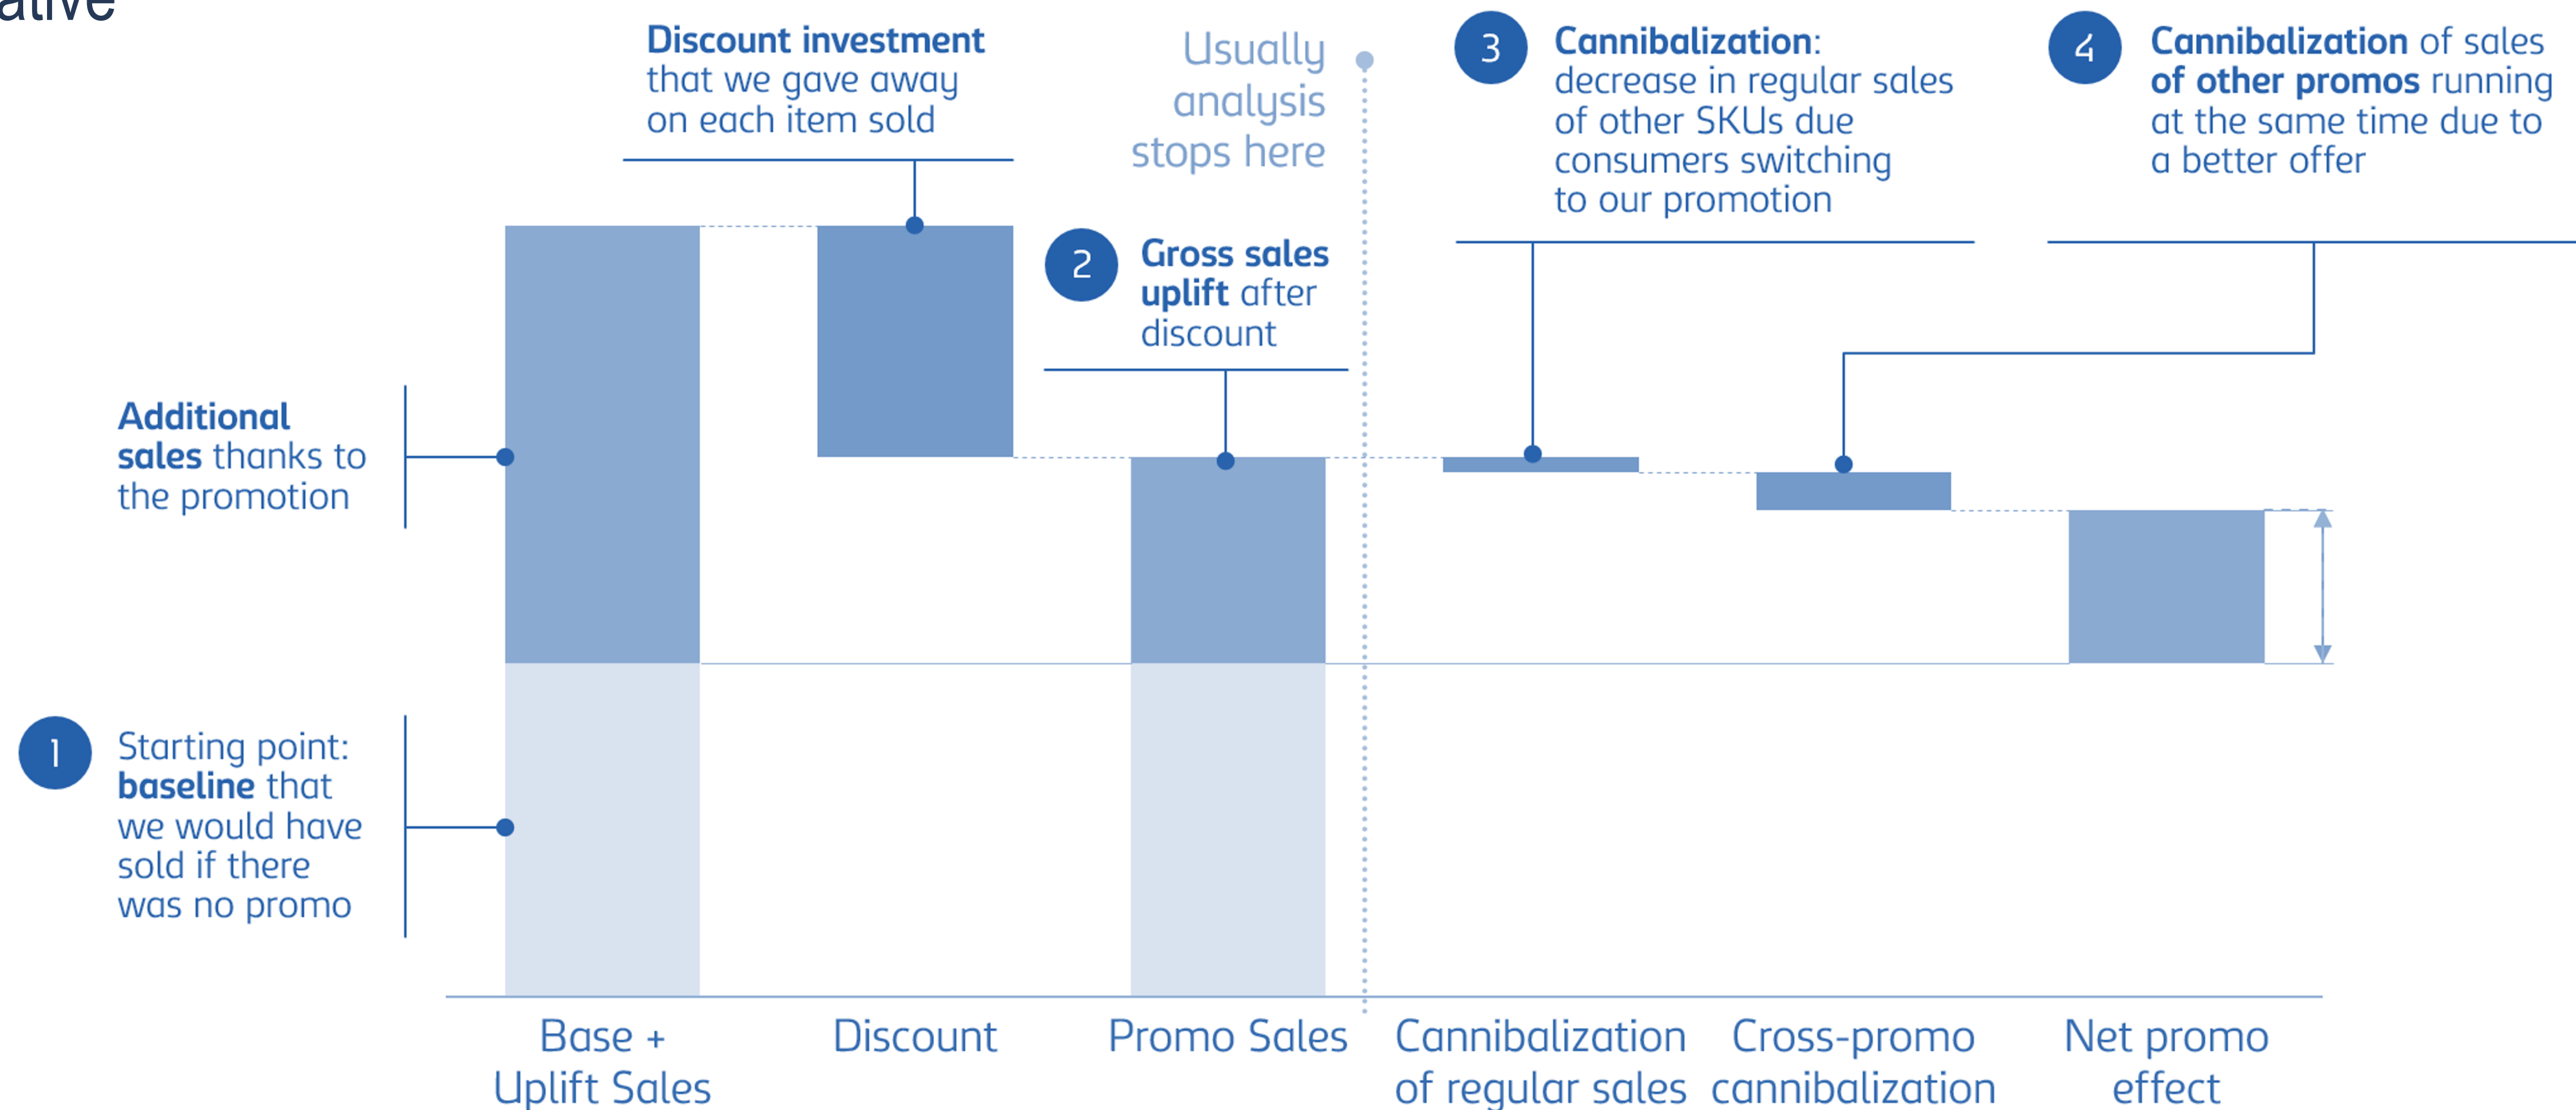 Discount investment
that we gave away
on each item sold
Usually
analysis
stops here
3
Cannibalization:
decrease in regular sales
of other SKUs due
consumers switching
to our promotion
4
Cannibalization of sales
of other promos running
at the same time due to
a better offer
2
Gross sales
uplift after
discount
Additional
sales thanks to
the promotion
1
Starting point:
baseline that
we would have
sold if there
was no promo
Base +
Uplift Sales
Discount
Promo Sales
Cannibalization
of regular sales
Cross-promo
cannibalization
Net promo
effect